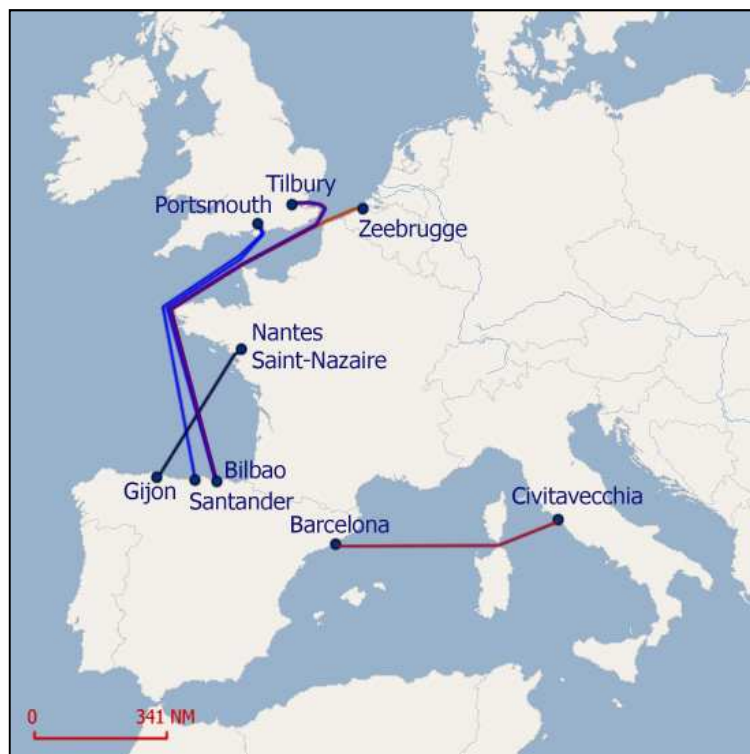 Tilbury
Portsmouth
Zeebrugge
Nantes
Saint-Nazaire
Bilbao
Gijon
Santander
Civitavecchia
Barcelona
0 341 NM